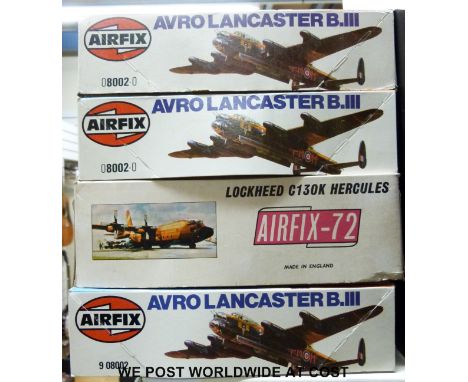 AVRO LANCASTER B.III
AIRFIX
08002-0
AVRO LANCASTER B.III
AIRFIX
08002-0
LOCKHEED C130K HERCULES
AIRFIX-72
MADE IN ENGLAND
AVRO LANCASTER B.III
AIRFIX
9 08002
WE POST WORLDWIDE AT COST